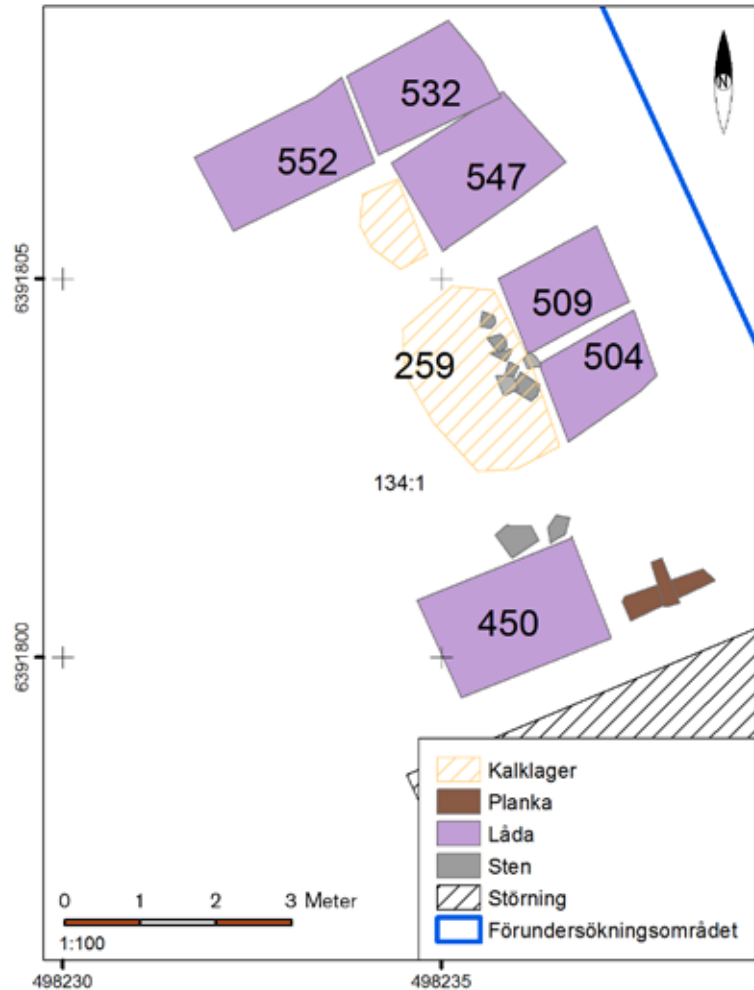 532
552
547
N
6391805
509
504
259
134:1
450
6391800
Kalklager
Planka
Låda
Sten
Störning
Förundersökningsområdet
0 1 2 3 Meter
1:100
498230 498235